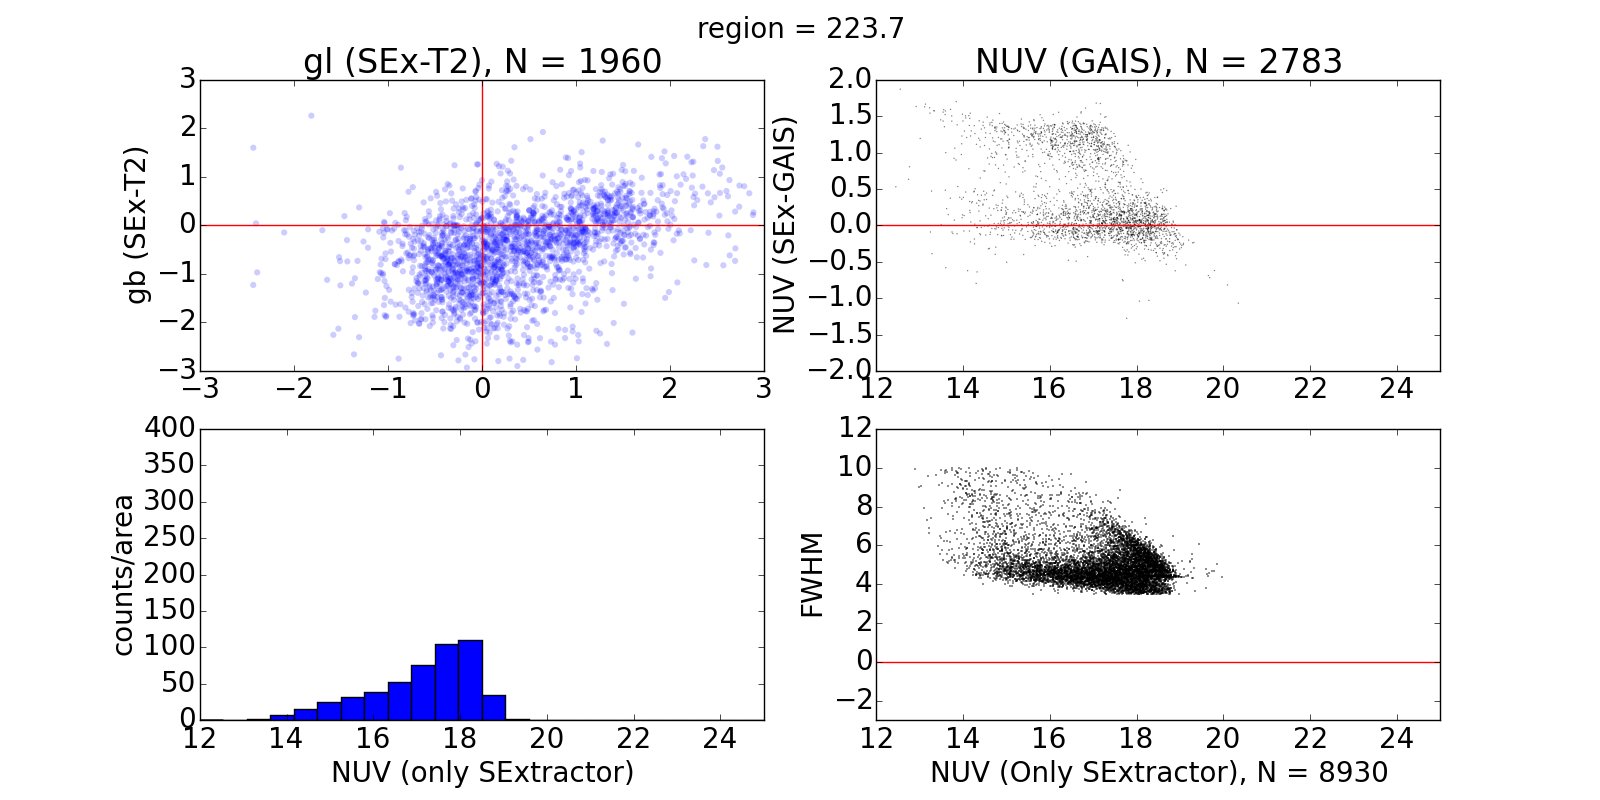 region = 223.7
gl (SEx-T2), N = 1960
3
2
1
0
−1
−2
−3
gb (SEx-T2)
−3 −2 −1 0 1 2 3
NUV (GAIS), N = 2783
2.0
1.5
1.0
0.5
0.0
−0.5
−1.0
−1.5
−2.0
NUV (SEx-GAIS)
12 14 16 18 20 22 24
400
350
300
250
200
150
100
50
0
counts/area
12 14 16 18 20 22 24
NUV (only SExtractor)
12
10
8
6
4
2
0
−2
FWHM
12 14 16 18 20 22 24
NUV (Only SExtractor), N = 8930